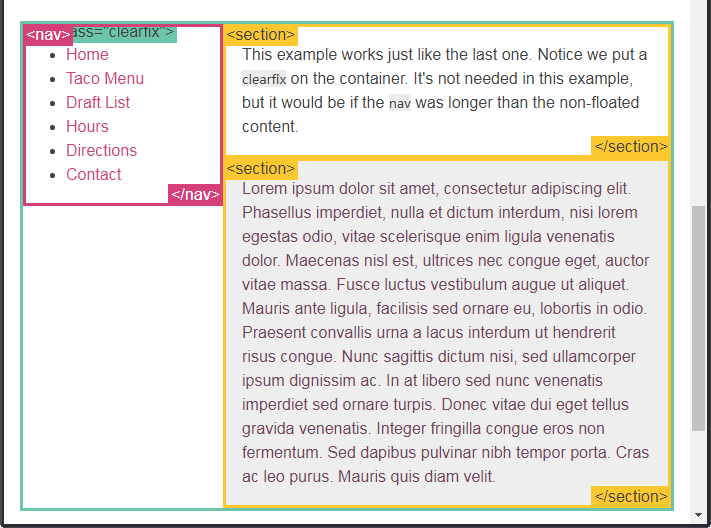 <nav>
ass="clearfix">
Home
Taco Menu
Draft List
Hours
Directions
Contact
</nav>
<section>
This example works just like the last one. Notice we put a
clearfix on the container. It's not needed in this example,
but it would be if the nav was longer than the non-floated
content.
</section>
<section>
Lorem ipsum dolor sit amet, consectetur adipiscing elit.
Phasellus imperdiet, nulla et dictum interdum, nisi lorem
egestas odio, vitae scelerisque enim ligula venenatis
dolor. Maecenas nisl est, ultrices nec congue eget, auctor
vitae massa. Fusce luctus vestibulum augue ut aliquet.
Mauris ante ligula, facilisis sed ornare eu, lobortis in odio.
Praesent convallis urna a lacus interdum ut hendrerit
risus congue. Nunc sagittis dictum nisi, sed ullamcorper
ipsum dignissim ac. In at libero sed nunc venenatis
imperdiet sed ornare turpis. Donec vitae dui eget tellus
gravida venenatis. Integer fringilla congue eros non
fermentum. Sed dapibus pulvinar nibh tempor porta. Cras
ac leo purus. Mauris quis diam velit.
</section>